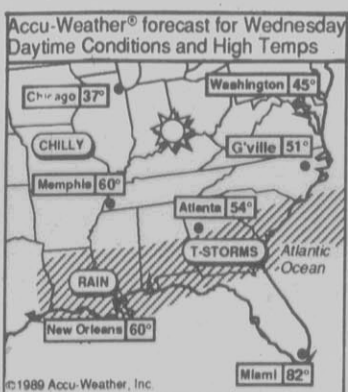 Accu-Weather® forecast for Wednesday
Daytime Conditions and High Temps
Washington 45°
Chicago 37°
CHILLY
G'ville 51°
Memphis 60°
Atlanta 54°
T-STORMS
Atlantic
Ocean
RAIN
New Orleans 60°
Miami 82°
©1989 Accu-Weather, Inc.